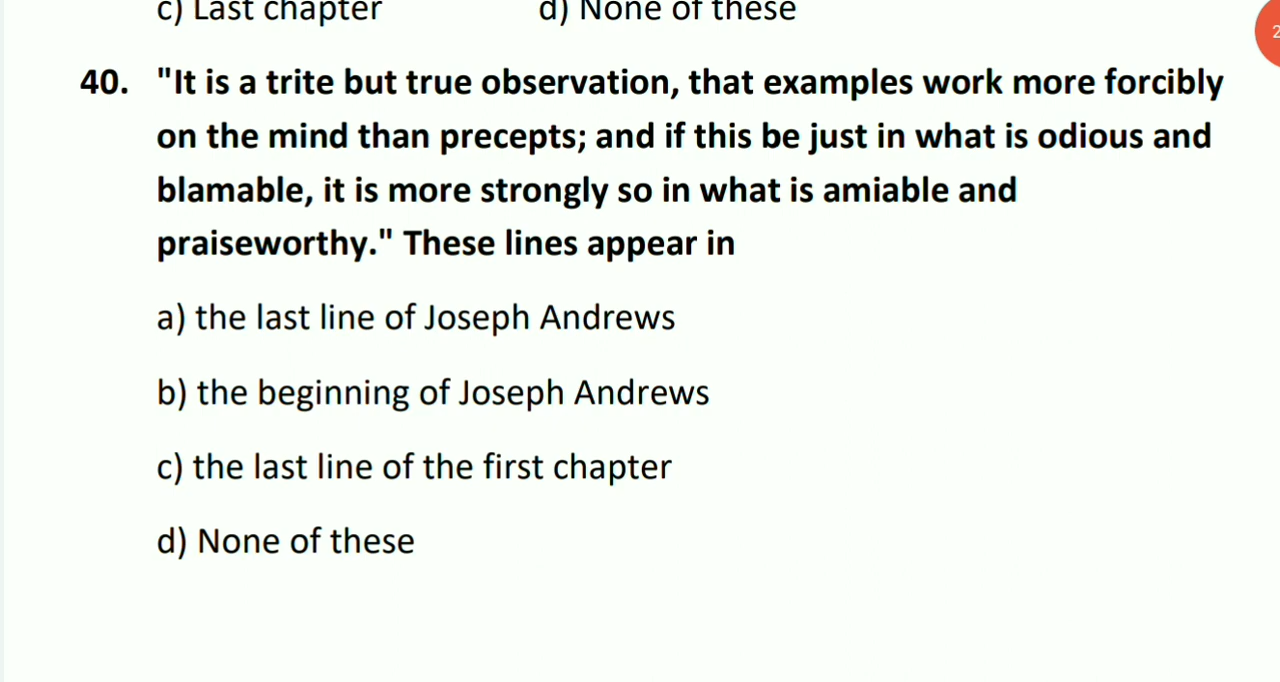 c) Last chapter d) None of these
2
40. "It is a trite but true observation, that examples work more forcibly
on the mind than precepts; and if this be just in what is odious and
blamable, it is more strongly so in what is amiable and
praiseworthy." These lines appear in
a) the last line of Joseph Andrews
b) the beginning of Joseph Andrews
c) the last line of the first chapter
d) None of these